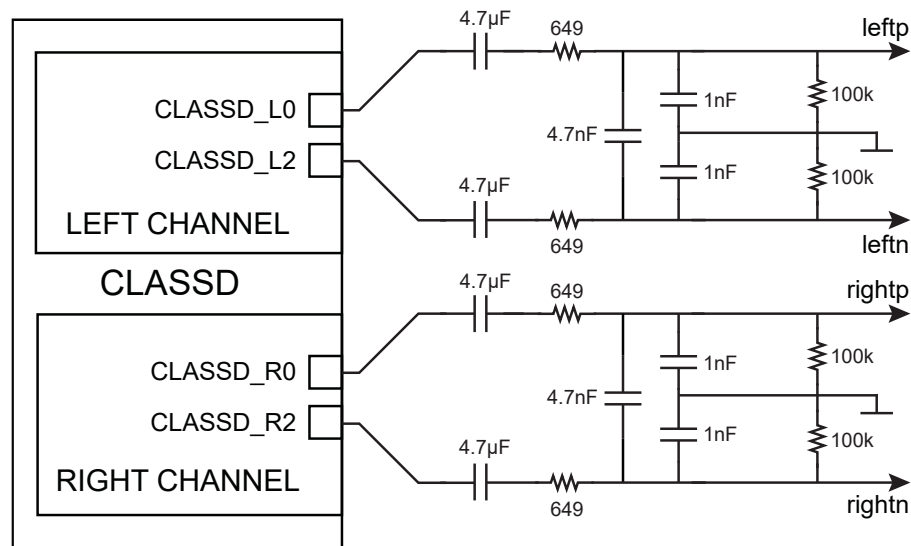 4.7µF
649
leftp
CLASSD_L0
1nF
100k
4.7nF
CLASSD_L2
4.7µF
1nF
100k
LEFT CHANNEL
649
leftn
CLASSD
4.7µF
649
rightp
CLASSD_R0
1nF
100k
4.7nF
CLASSD_R2
1nF
100k
4.7µF
RIGHT CHANNEL
649
rightn